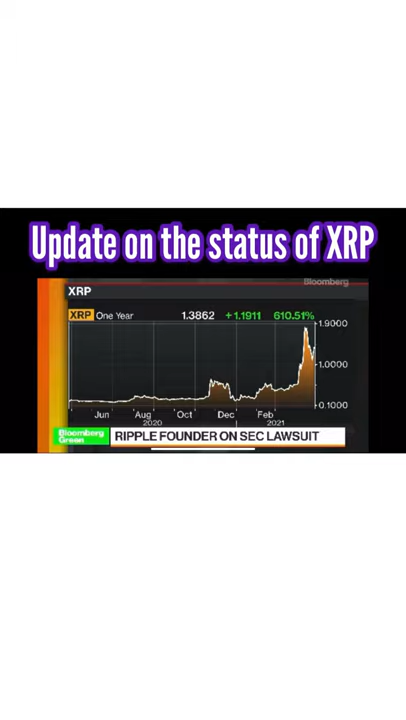 Update on the status of XRP
Bloomberg
XRP
XRP One Year 1.3862 +1.1911 610.51%
1.9000
1.0000
0.1000
Jun Aug Oct Dec Feb
2020 2021
Bloomberg
Green
RIPPLE FOUNDER ON SEC LAWSUIT